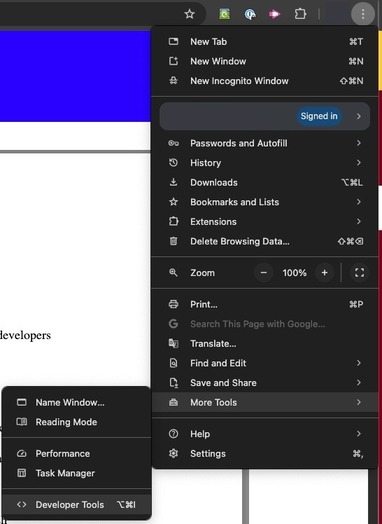 New Tab ⌘T
New Window ⌘N
New Incognito Window ⇧⌘N
Signed in
Passwords and Autofill
History
Downloads ⌥⌘L
Bookmarks and Lists
Extensions
Delete Browsing Data... ⇧⌘⌫
Zoom − 100% +
Print... ⌘P
developers
Search This Page with Google...
Translate...
Find and Edit
Save and Share
More Tools
Name Window...
Reading Mode
Performance
Task Manager
Developer Tools ⌥⌘I
Help
Settings ⌘,